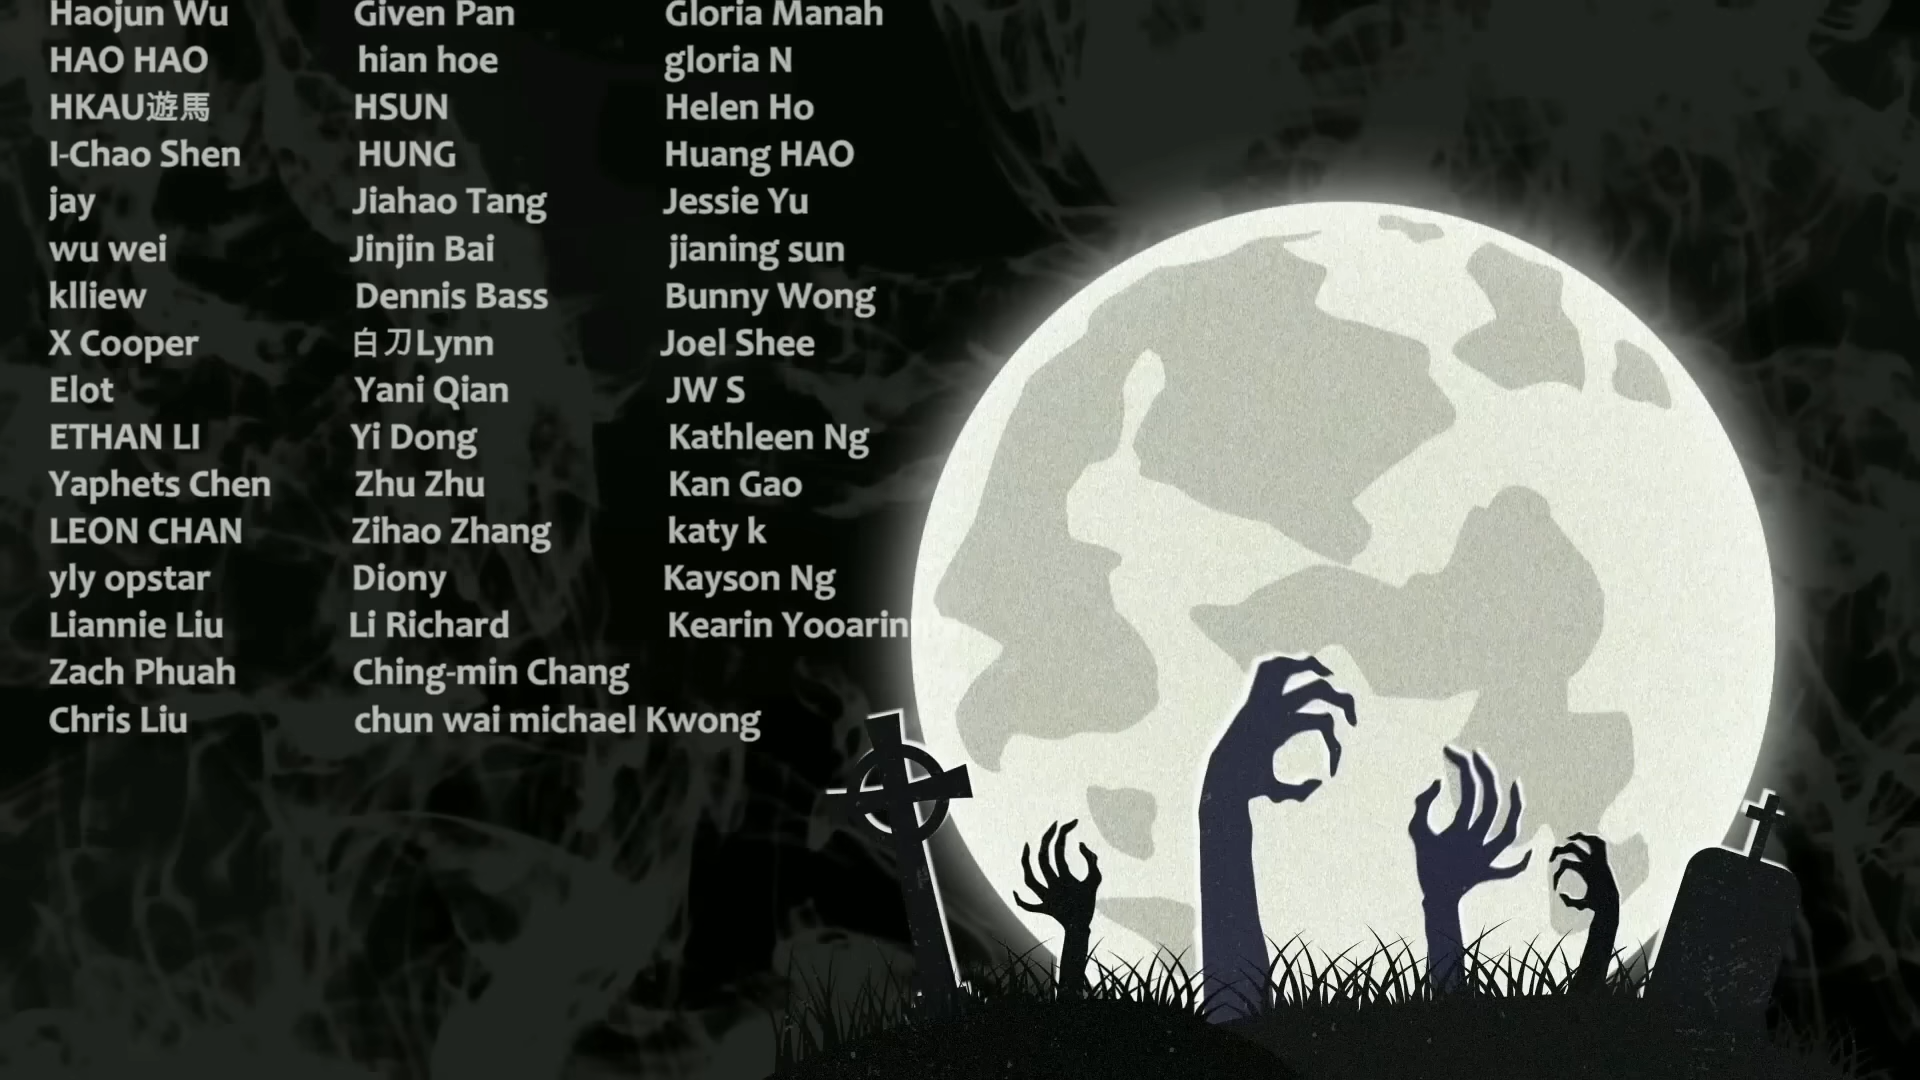 Haojun Wu Given Pan Gloria Manah
HAO HAO hian hoe gloria N
HKAU遊馬 HSUN Helen Ho
I-Chao Shen HUNG Huang HAO
jay Jiahao Tang Jessie Yu
wu wei Jinjin Bai jianing sun
klliew Dennis Bass Bunny Wong
X Cooper 白刀Lynn Joel Shee
Elot Yani Qian JW S
ETHAN LI Yi Dong Kathleen Ng
Yaphets Chen Zhu Zhu Kan Gao
LEON CHAN Zihao Zhang katy k
yly opstar Diony Kayson Ng
Liannie Liu Li Richard Kearin
Zach Phuah Ching-min Chang
Chris Liu chun wai michael Kwong